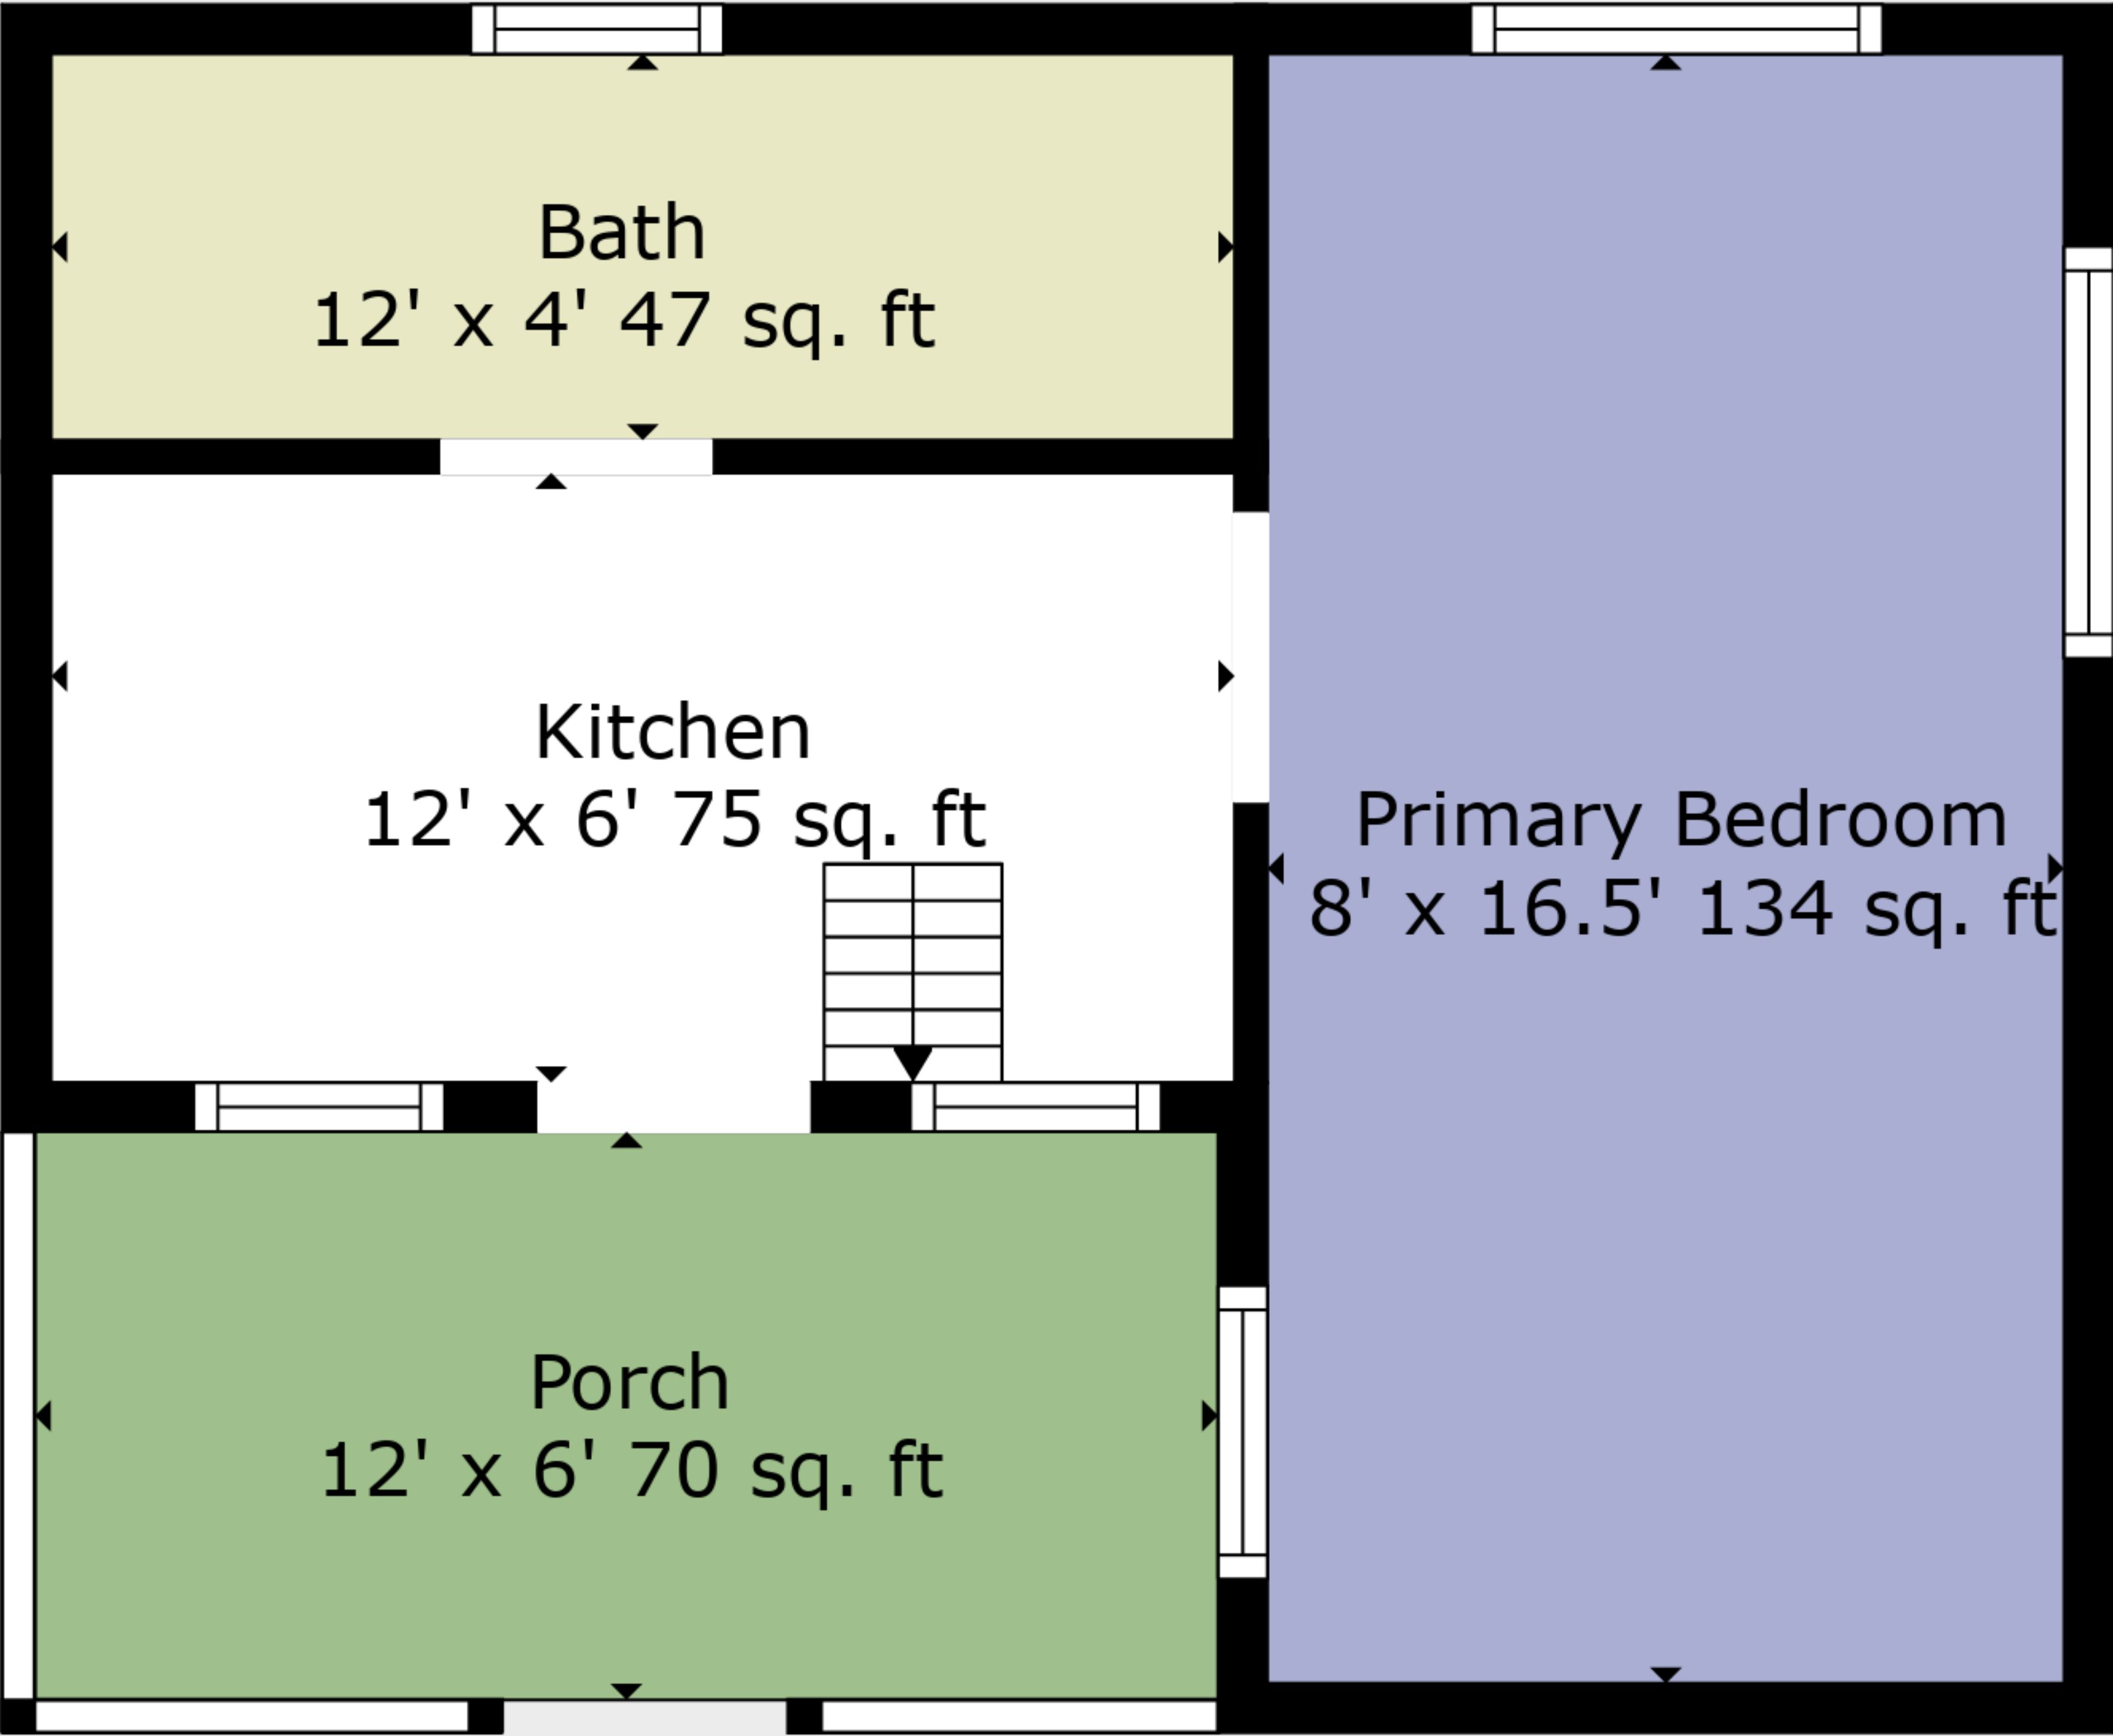 Bath
12' x 4' 47 sq. ft
Kitchen
12' x 6' 75 sq. ft
Primary Bedroom
8' x 16.5' 134 sq. ft
Porch
12' x 6' 70 sq. ft